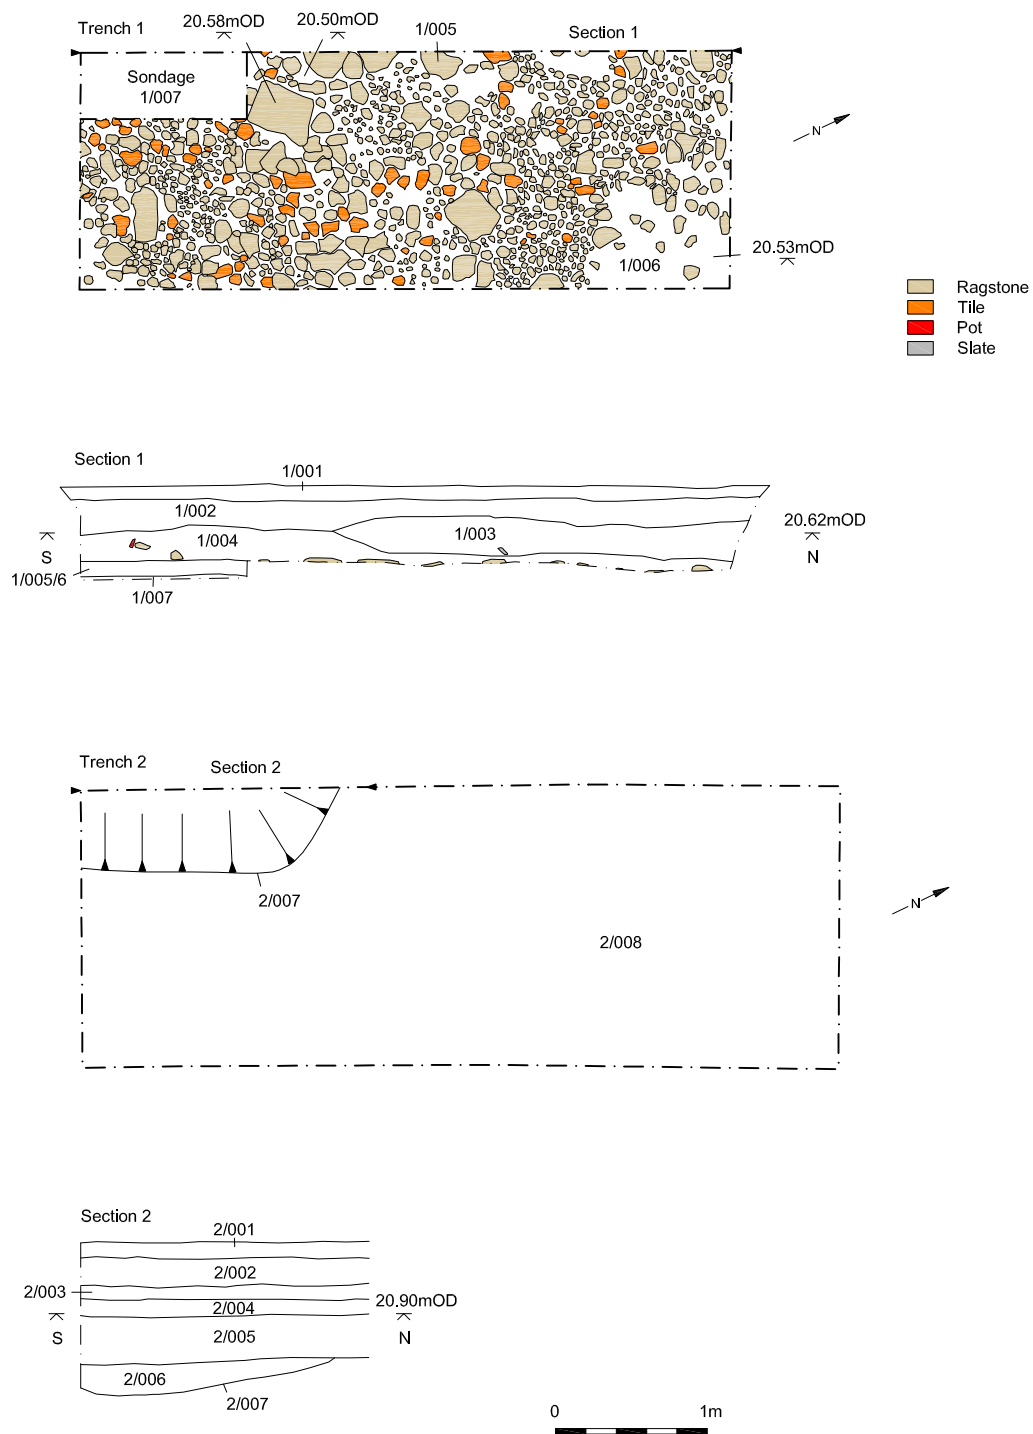 Trench 1
20.58mOD
20.50mOD
1/005
Section 1
Sondage
1/007
N
20.53mOD
1/006
Ragstone
Tile
Pot
Slate
Section 1
1/001
1/002
1/003
20.62mOD
1/004
S
N
1/005/6
1/007
Trench 2
Section 2
2/007
N
2/008
Section 2
2/001
2/002
2/003
2/004
20.90mOD
S
2/005
N
2/006
2/007
0
1m